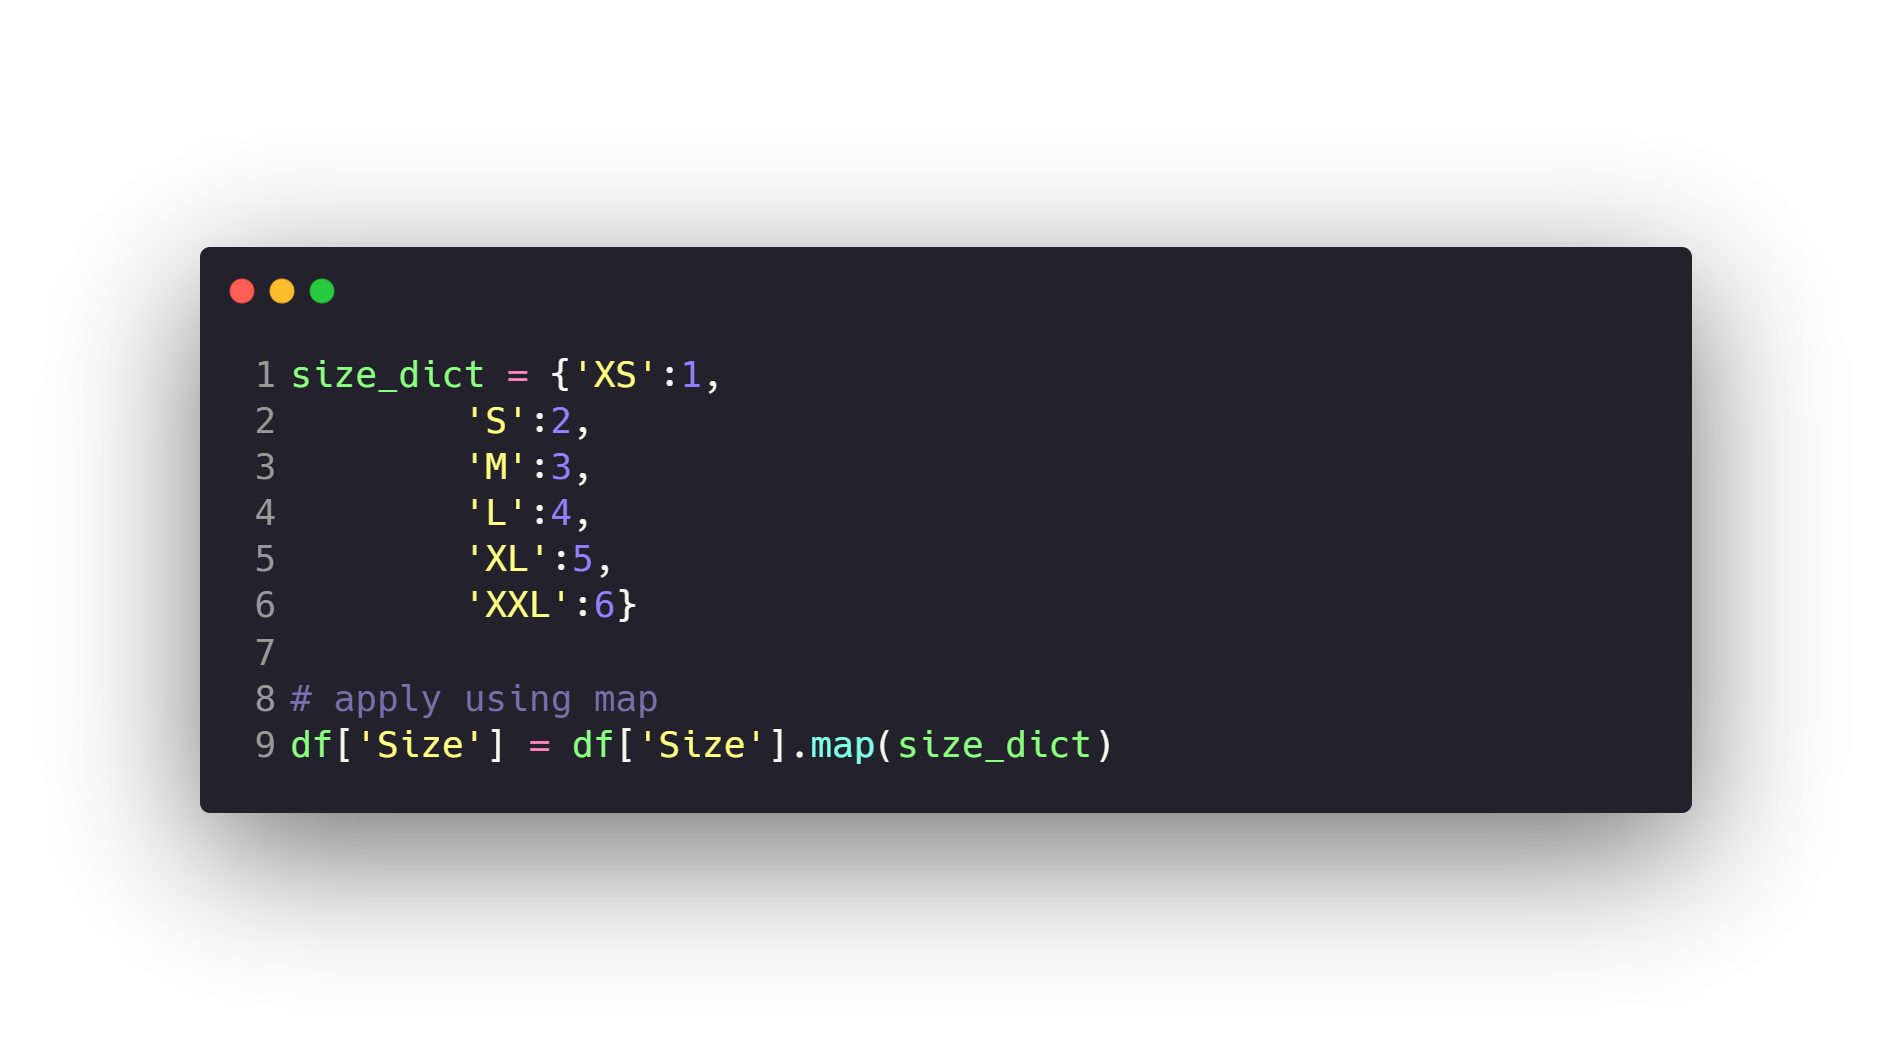 1 size_dict = {'XS':1,
2         'S':2,
3         'M':3,
4         'L':4,
5         'XL':5,
6         'XXL':6}
7
8 # apply using map
9 df['Size'] = df['Size'].map(size_dict)